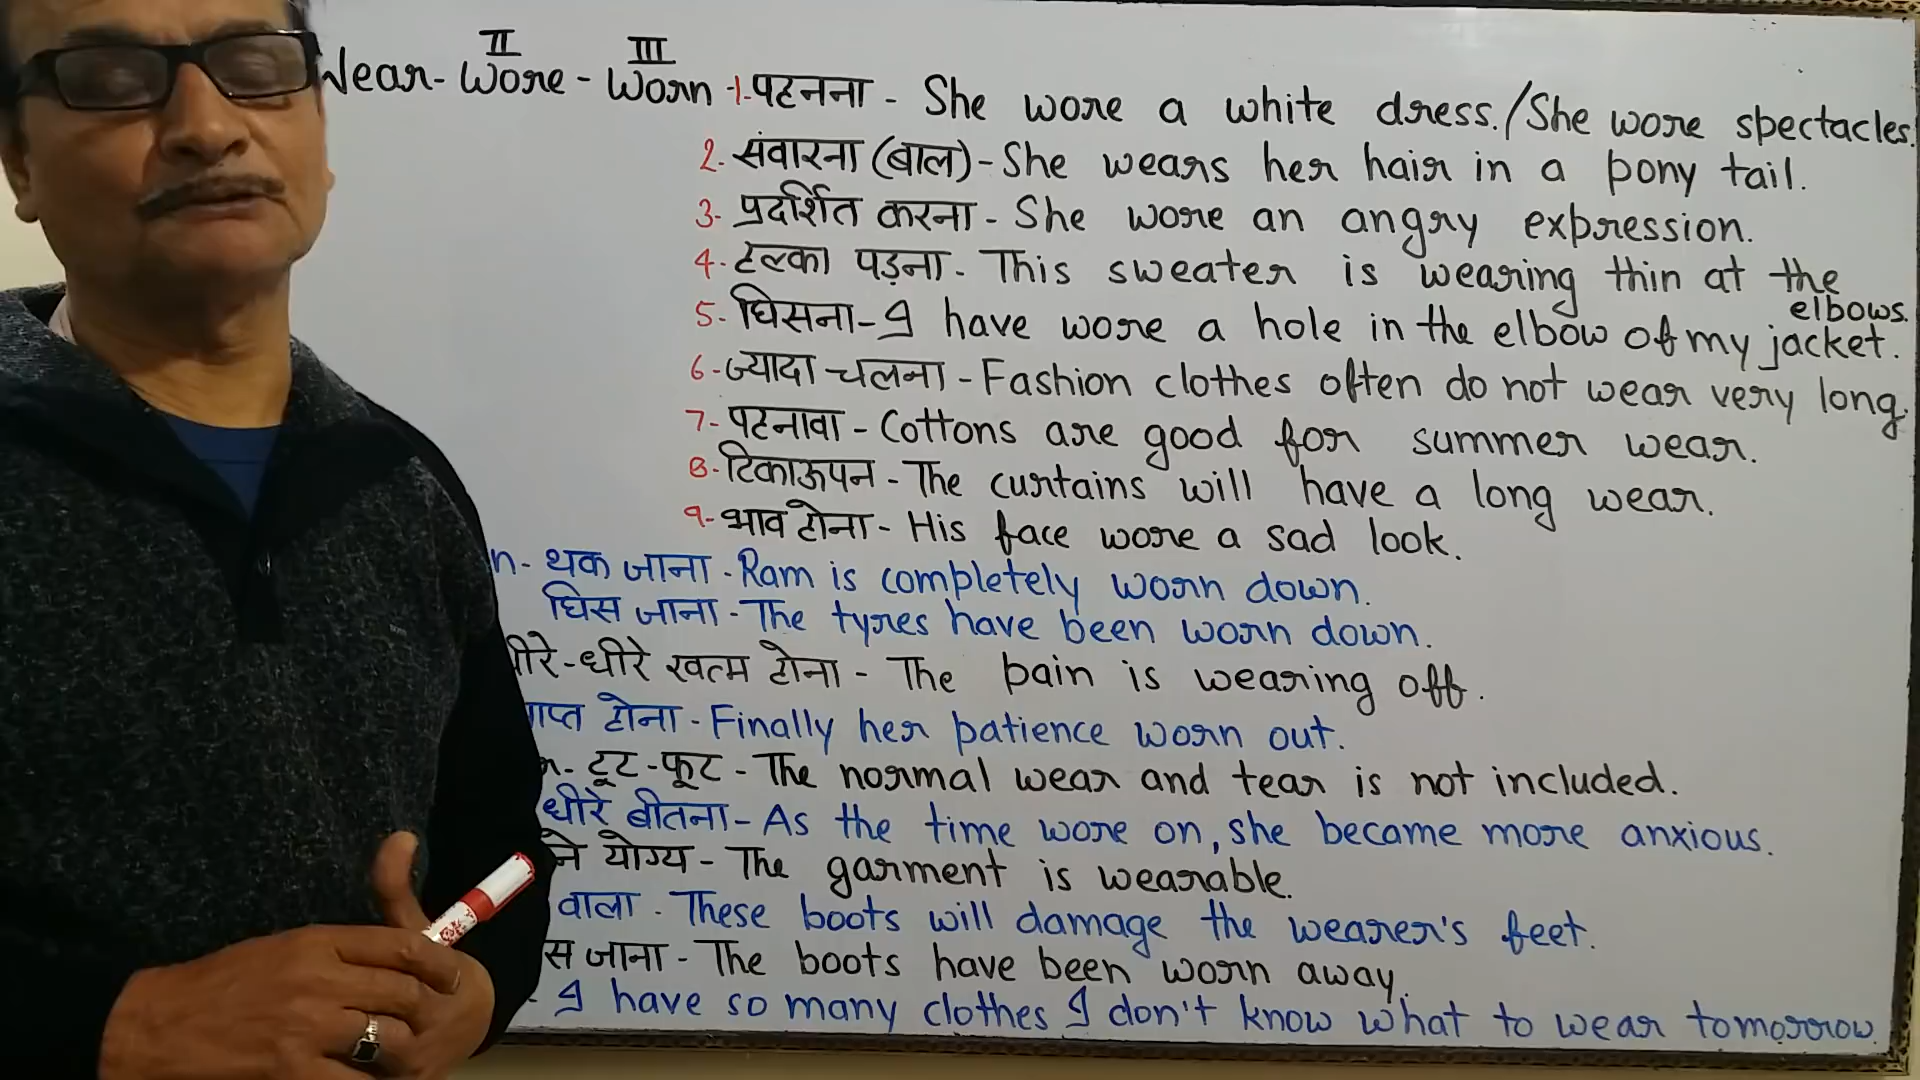 Wear - Wore - Worn - 1. पहनना - She wore a white dress. / She wore spectacles.
II III
2. संवारना (बाल) - She wears her hair in a pony tail.
3. प्रदर्शित करना - She wore an angry expression.
4. हल्का पड़ना - This sweater is wearing thin at the elbows.
5. घिसना - I have wore a hole in the elbow of my jacket.
6. ज्यादा चलना - Fashion clothes often do not wear very long.
7. पहनावा - Cottons are good for summer wear.
8. टिकाऊपन - The curtains will have a long wear.
9. भाव होना - His face wore a sad look.
n - थक जाना - Ram is completely worn down.
घिस जाना - The tyres have been worn down.
धीरे-धीरे खत्म होना - The pain is wearing off.
प्त होना - Finally her patience worn out.
टूट-फूट - The normal wear and tear is not included.
धीरे बीतना - As the time wore on, she became more anxious.
ने योग्य - The garment is wearable.
वाला - These boots will damage the wearer's feet.
स जाना - The boots have been worn away.
- I have so many clothes I don't know what to wear tomorrow.